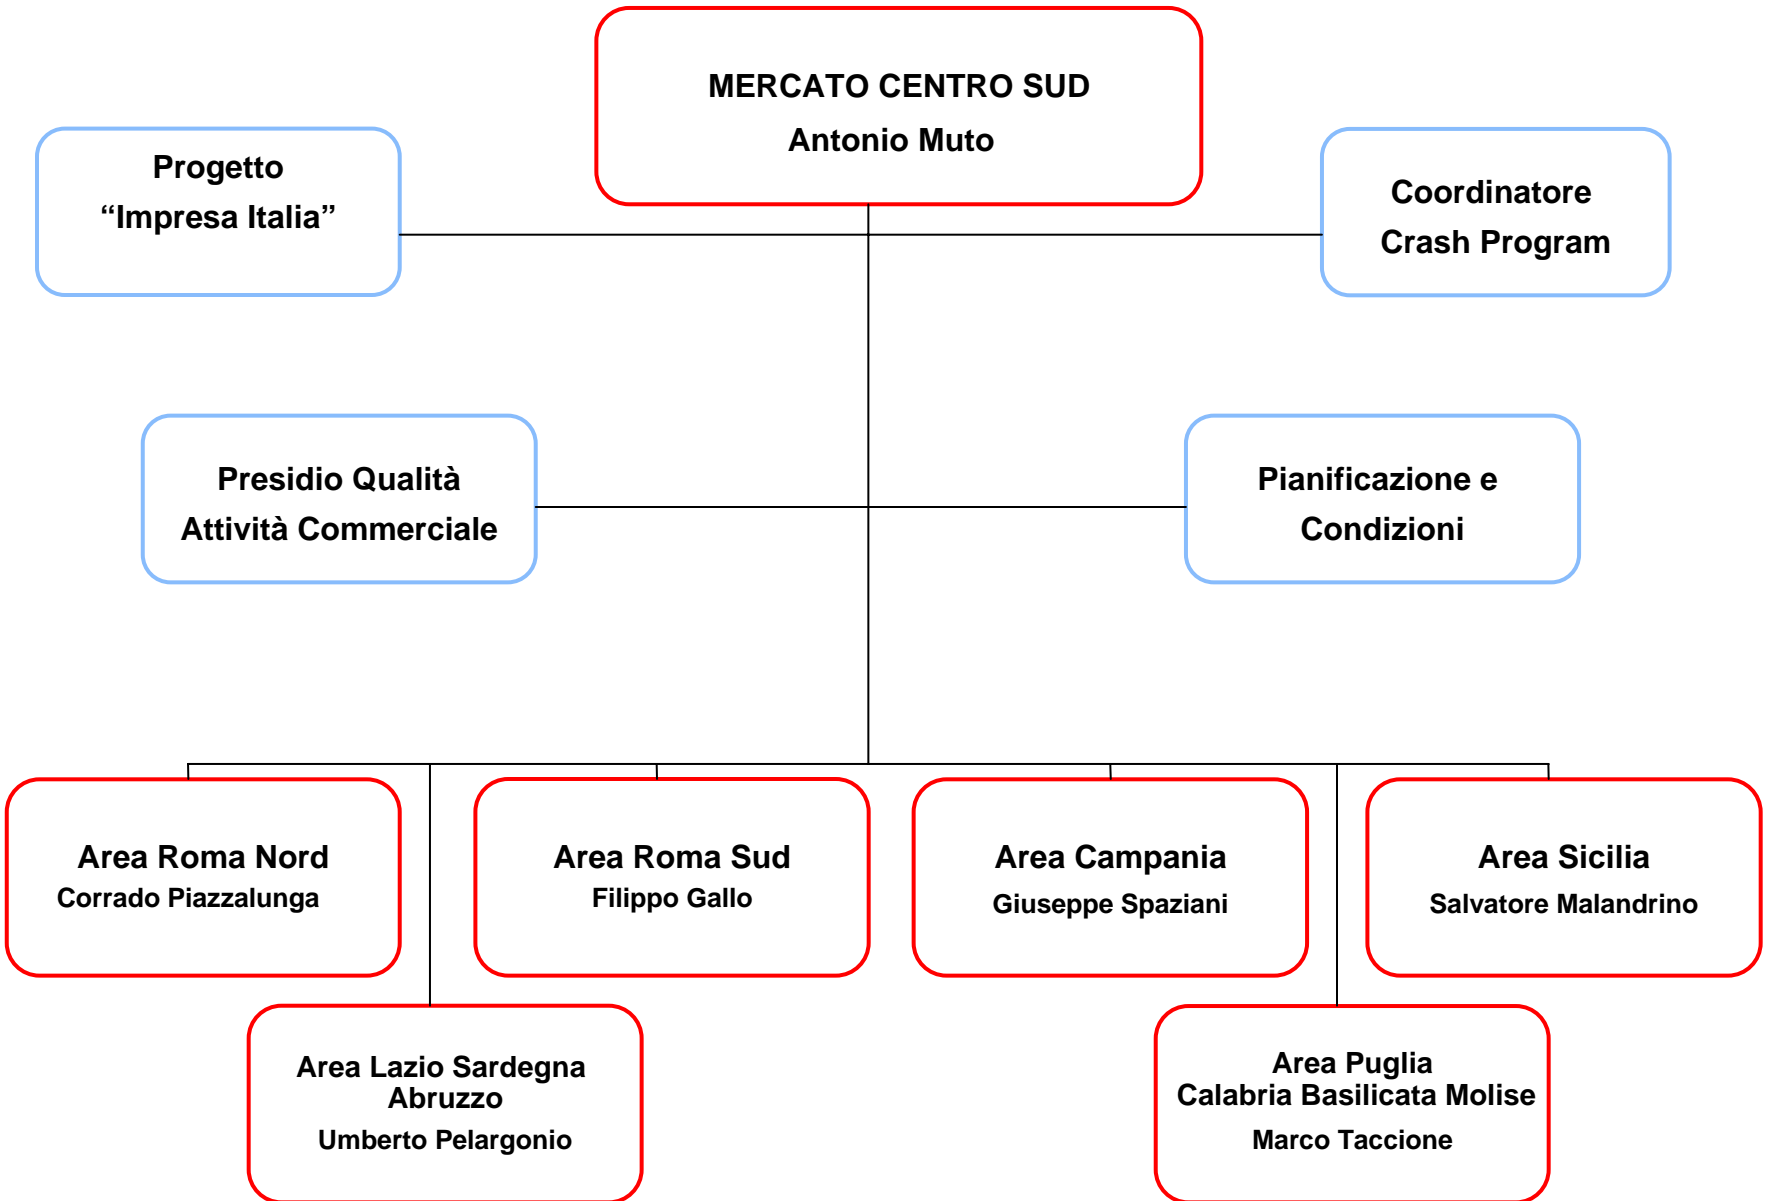 MERCATO CENTRO SUD
Antonio Muto
Progetto
“Impresa Italia”
Coordinatore
Crash Program
Presidio Qualità
Attività Commerciale
Pianificazione e
Condizioni
Area Roma Nord
Corrado Piazzalunga
Area Roma Sud
Filippo Gallo
Area Campania
Giuseppe Spaziani
Area Sicilia
Salvatore Malandrino
Area Lazio Sardegna
Abruzzo
Umberto Pelargonio
Area Puglia
Calabria Basilicata Molise
Marco Taccione